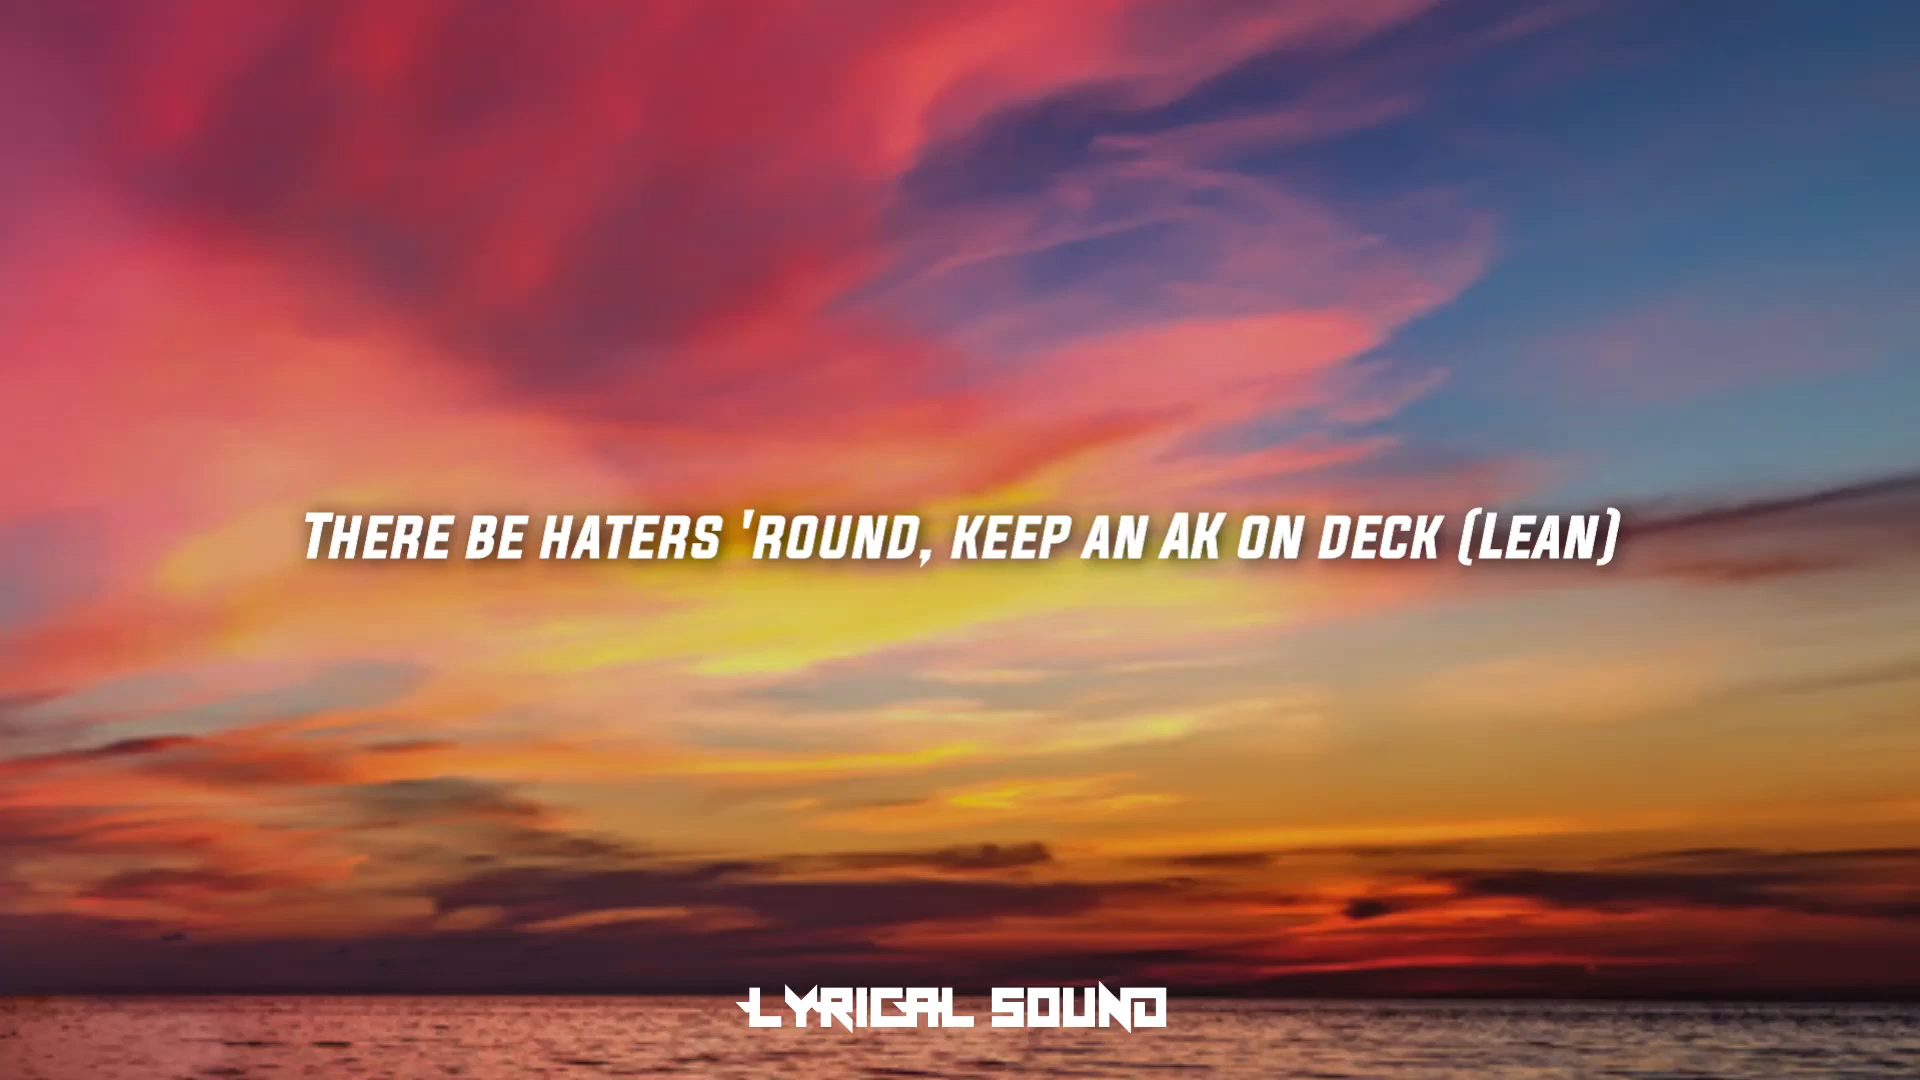 There be haters 'round, keep an AK on deck (Lean)
LYRICAL SOUND